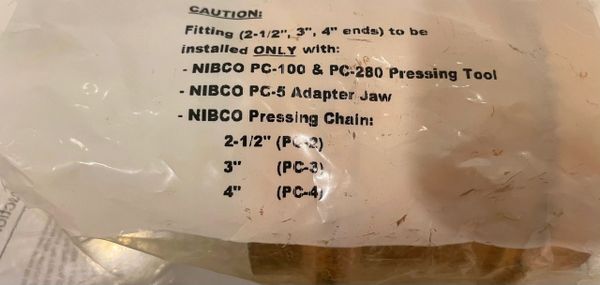 CAUTION:
Fitting (2-1/2", 3", 4" ends) to be
installed ONLY with:
- NIBCO PC-100 & PC-280 Pressing Tool
- NIBCO PC-5 Adapter Jaw
- NIBCO Pressing Chain:
2-1/2" (PC-2)
3" (PC-3)
4" (PC-4)